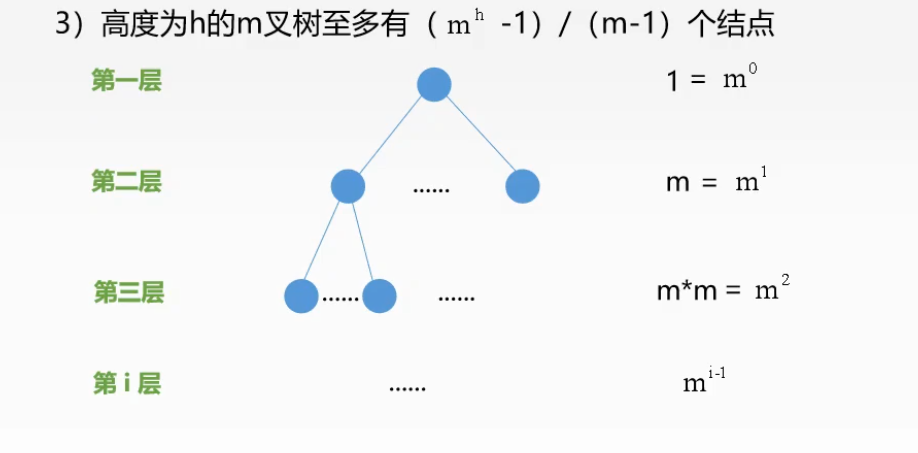 3）高度为h的m叉树至多有（m^h -1）/（m-1）个结点
第一层 1 = m^0
第二层 ...... m = m^1
第三层 ...... ...... m*m = m^2
第 i 层 ...... m^i-1